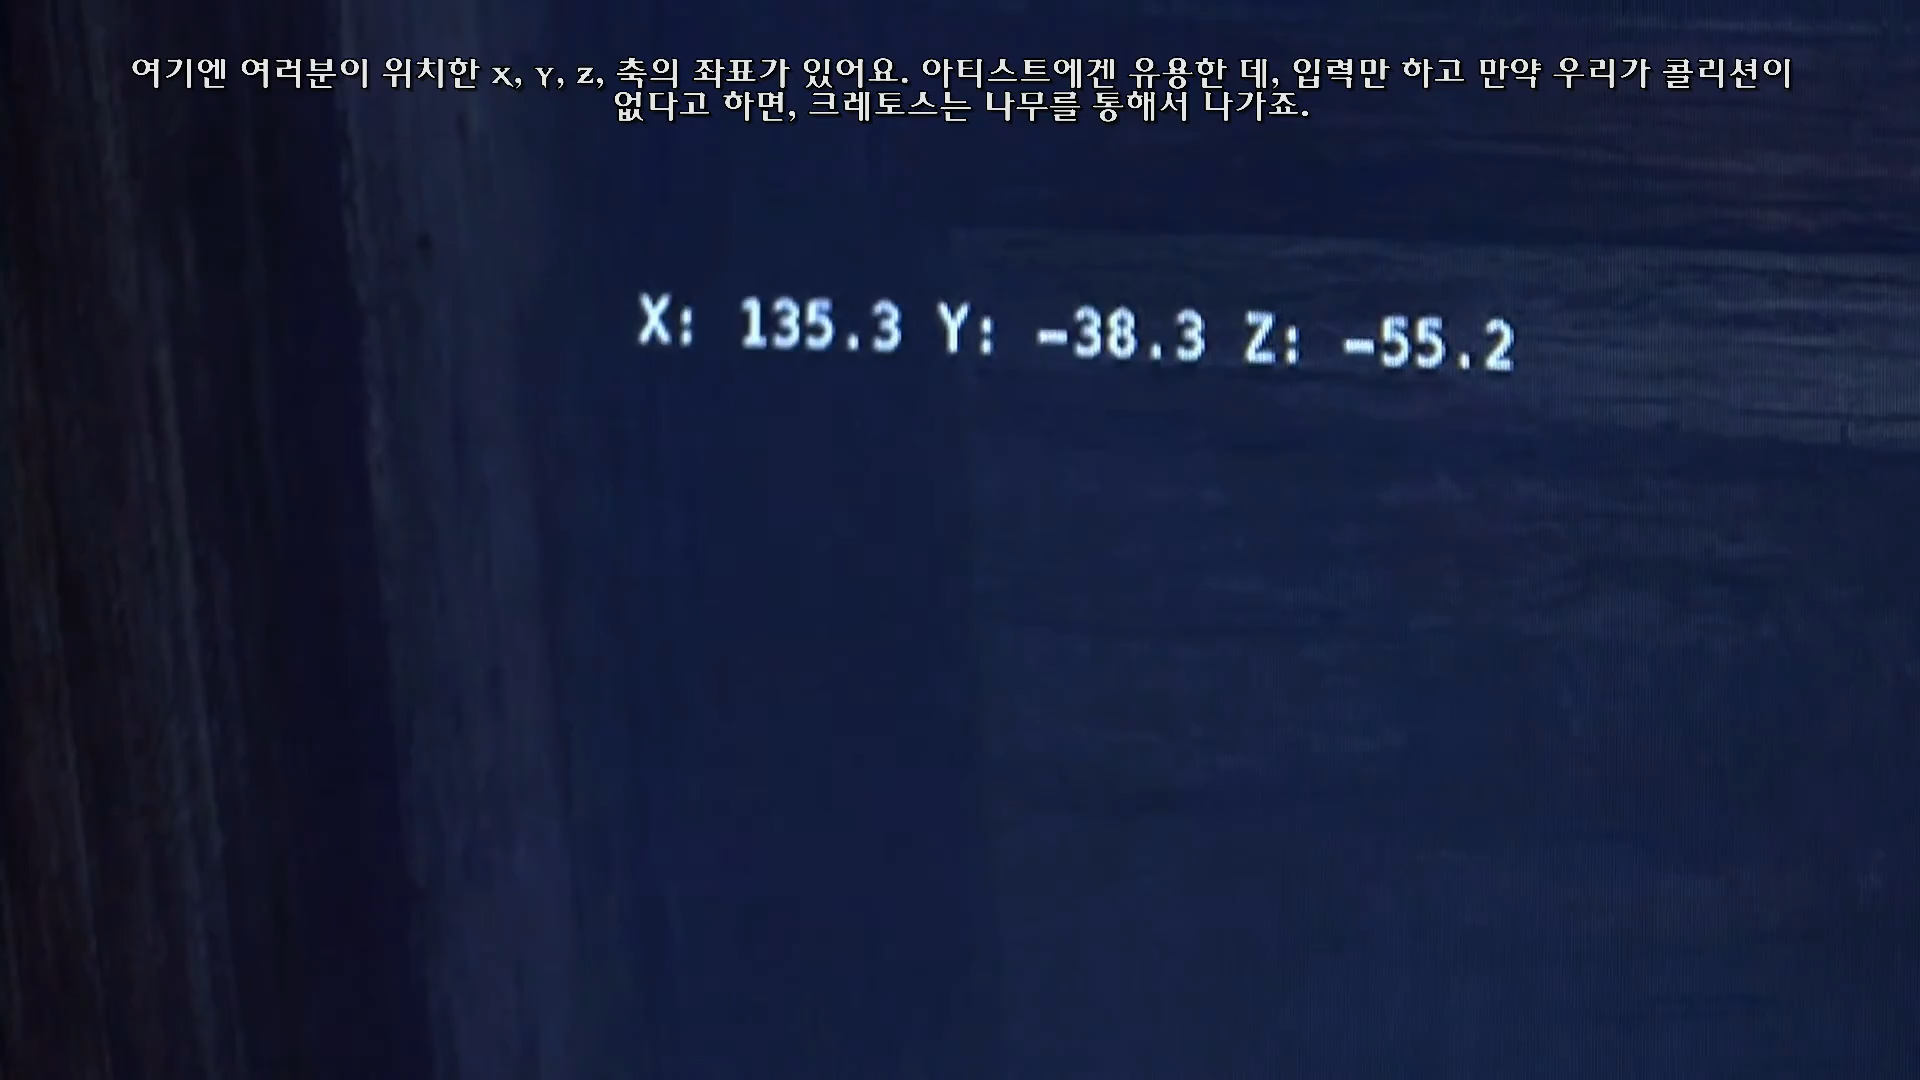 여기엔 여러분이 위치한 X, Y, Z, 축의 좌표가 있어요. 아티스트에겐 유용한 데, 입력만 하고 만약 우리가 콜리션이
없다고 하면, 크레토스는 나무를 통해서 나가죠.
X: 135.3 Y: -38.3 Z: -55.2